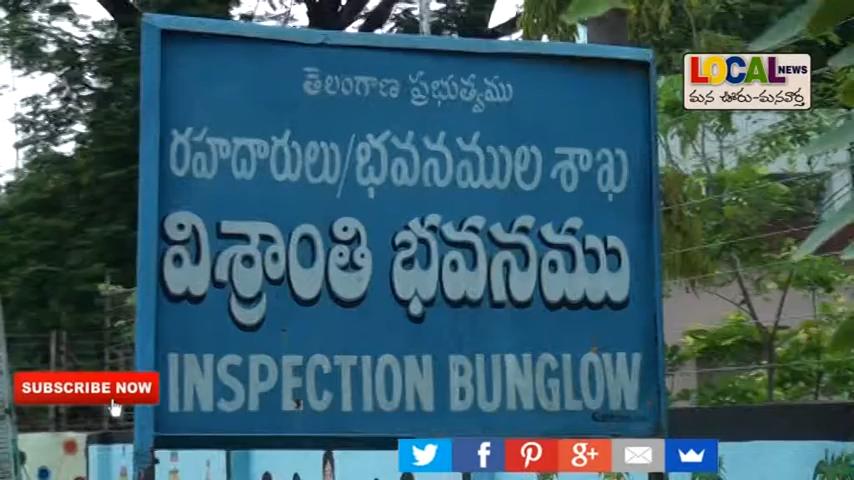 తెలంగాణ ప్రభుత్వము
LOCAL NEWS
మన ఊరు-మనవార్త
రహదారులు/భవనముల శాఖ
విశ్రాంతి భవనము
INSPECTION BUNGLOW
SUBSCRIBE NOW